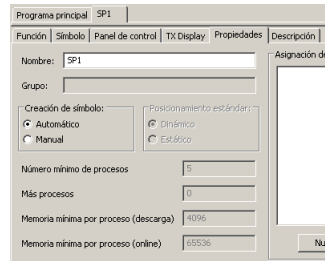 Programa principal SP1
Función Símbolo Panel de control TX Display Propiedades Descripción
Nombre: SP1 Asignación de
Grupo:
Creación de símbolo: Posicionamiento estándar:
Automático Dinámico
Manual Estático
Número mínimo de procesos 5
Más procesos 0
Memoria mínima por proceso (descarga) 4096
Memoria mínima por proceso (online) 65536
Nu